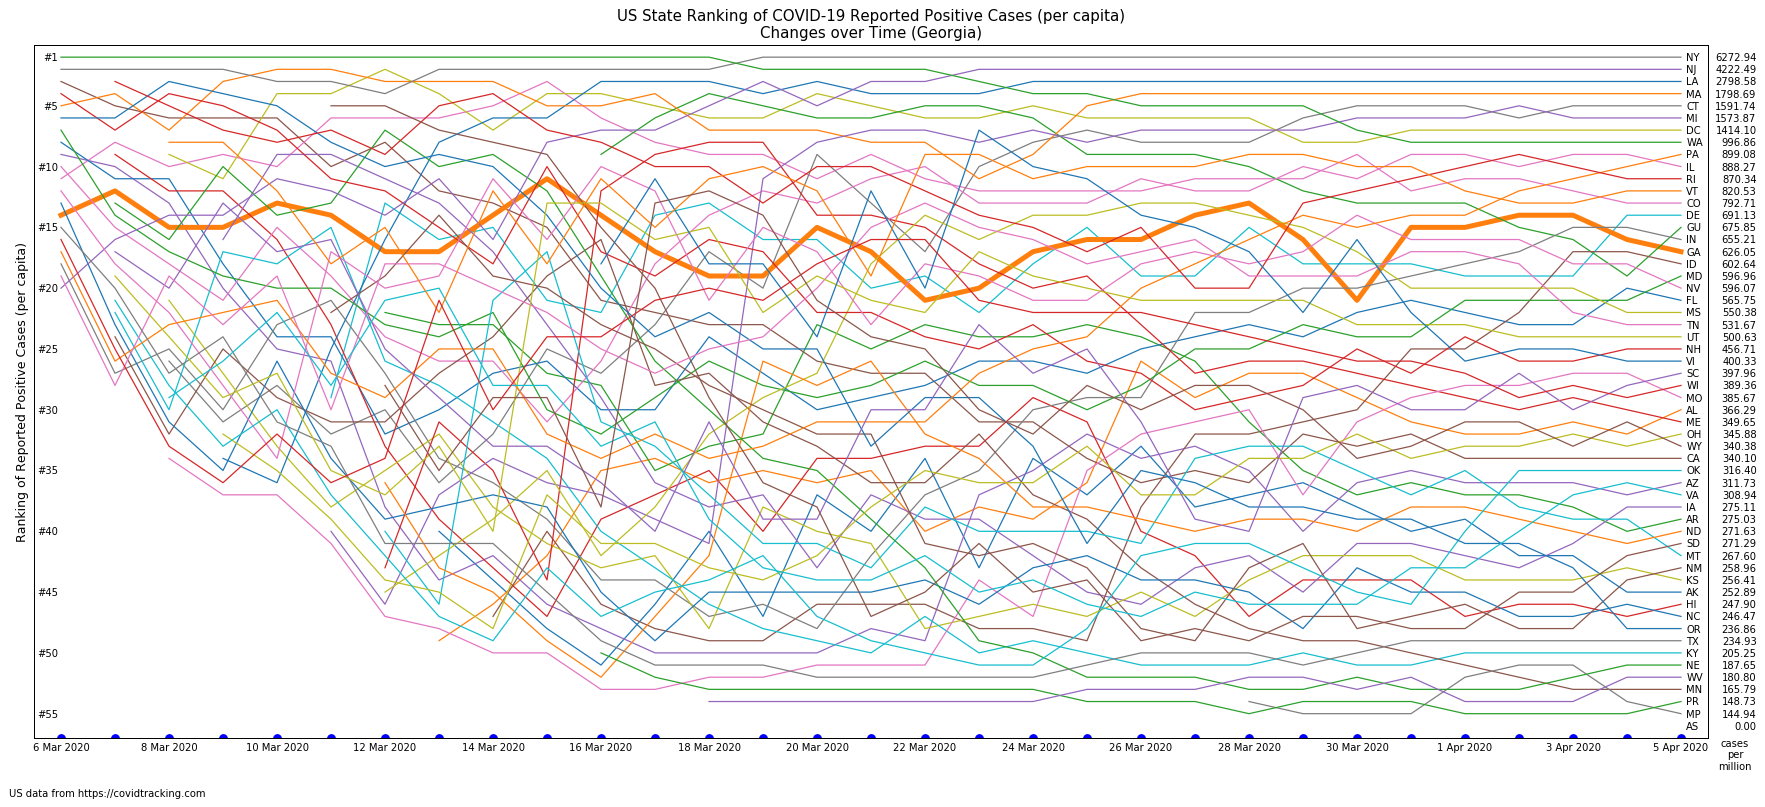 US State Ranking of COVID-19 Reported Positive Cases (per capita)
Changes over Time (Georgia)
Ranking of Reported Positive Cases (per capita)
#1
#5
#10
#15
#20
#25
#30
#35
#40
#45
#50
#55
NY 6272.94
NJ 4222.49
LA 2798.58
MA 1798.69
CT 1591.74
MI 1573.87
DC 1414.10
WA 996.86
PA 899.08
IL 888.27
RI 870.34
VT 820.53
CO 792.71
DE 691.13
GU 675.85
IN 655.21
GA 626.05
ID 602.64
MD 596.96
NV 596.07
FL 565.75
MS 550.38
TN 531.67
UT 500.63
NH 456.71
VI 400.33
SC 397.96
WI 389.36
MO 385.67
AL 366.29
ME 349.65
OH 345.88
WY 340.38
CA 340.10
OK 316.40
AZ 311.73
VA 308.94
IA 275.11
AR 275.03
ND 271.63
SD 271.29
MT 267.60
NM 258.96
KS 256.41
AK 252.89
HI 247.90
NC 246.47
OR 236.86
TX 234.93
KY 205.25
NE 187.65
WV 180.80
MN 165.79
PR 148.73
MP 144.94
AS 0.00
6 Mar 2020 8 Mar 2020 10 Mar 2020 12 Mar 2020 14 Mar 2020 16 Mar 2020 18 Mar 2020 20 Mar 2020 22 Mar 2020 24 Mar 2020 26 Mar 2020 28 Mar 2020 30 Mar 2020 1 Apr 2020 3 Apr 2020 5 Apr 2020
cases
per
million
US data from https://covidtracking.com